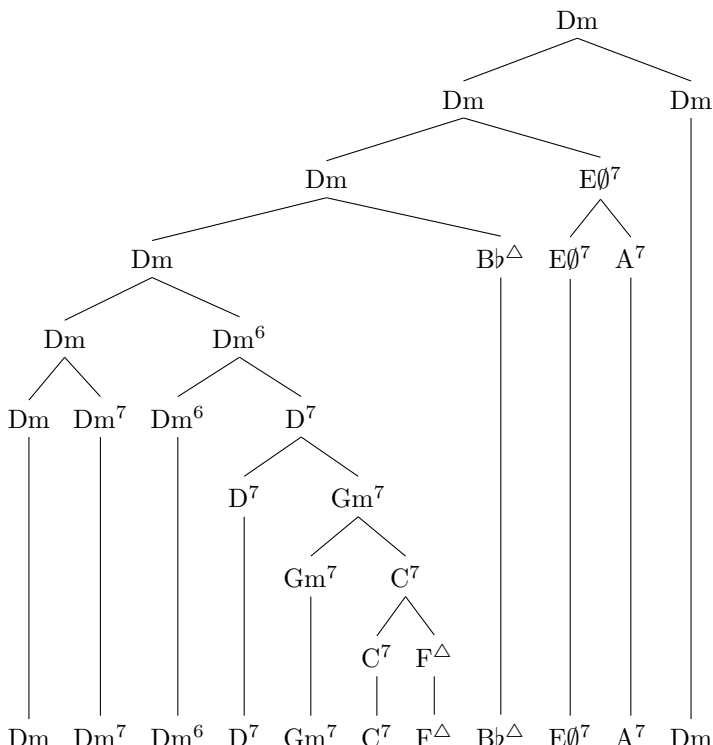 Dm
Dm Dm
Dm E∅⁷
Dm B♭△ E∅⁷ A⁷
Dm Dm⁶
Dm Dm⁷ Dm⁶ D⁷
D⁷ Gm⁷
Gm⁷ C⁷
C⁷ F△
Dm Dm⁷ Dm⁶ D⁷ Gm⁷ C⁷ F△ B♭△ E∅⁷ A⁷ Dm